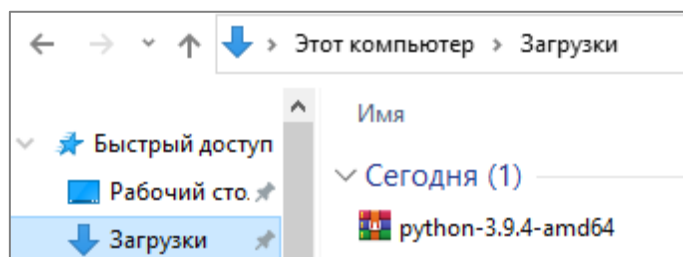 Этот компьютер › Загрузки
Имя
Быстрый доступ
Сегодня (1)
Рабочий сто.
python-3.9.4-amd64
Загрузки